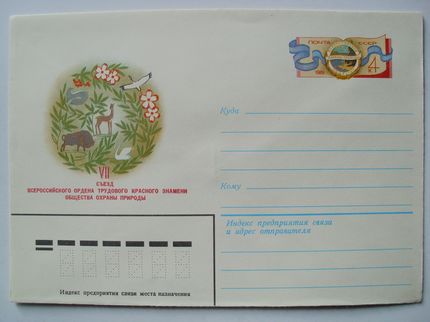 ПОЧТА СССР
4
К
Куда
VII
СЪЕЗД
ВСЕРОССИЙСКОГО ОРДЕНА ТРУДОВОГО КРАСНОГО ЗНАМЕНИ
ОБЩЕСТВА ОХРАНЫ ПРИРОДЫ
Кому
Индекс предприятия связи
и адрес отправителя
Индекс предприятия связи места назначения